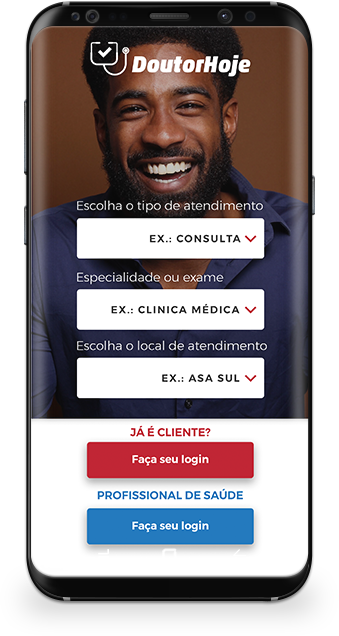 DoutorHoje
Escolha o tipo de atendimento
EX.: CONSULTA
Especialidade ou exame
EX.: CLINICA MÉDICA
Escolha o local de atendimento
EX.: ASA SUL
JÁ É CLIENTE?
Faça seu login
PROFISSIONAL DE SAÚDE
Faça seu login